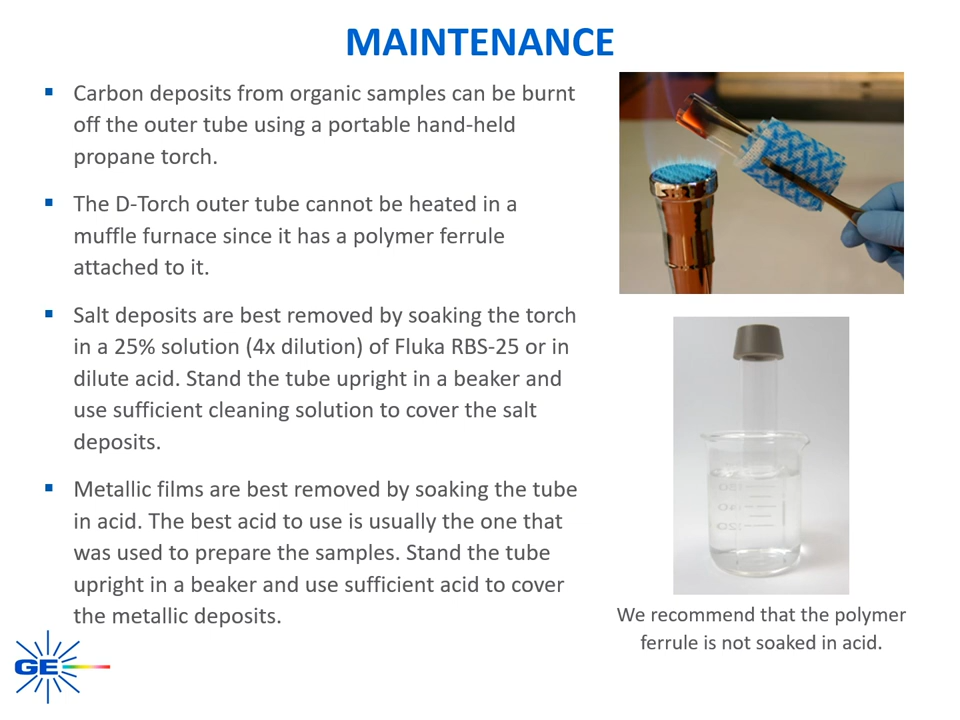 MAINTENANCE
▪ Carbon deposits from organic samples can be burnt
off the outer tube using a portable hand-held
propane torch.
▪ The D-Torch outer tube cannot be heated in a
muffle furnace since it has a polymer ferrule
attached to it.
▪ Salt deposits are best removed by soaking the torch
in a 25% solution (4x dilution) of Fluka RBS-25 or in
dilute acid. Stand the tube upright in a beaker and
use sufficient cleaning solution to cover the salt
deposits.
▪ Metallic films are best removed by soaking the tube
in acid. The best acid to use is usually the one that
was used to prepare the samples. Stand the tube
upright in a beaker and use sufficient acid to cover
the metallic deposits.
We recommend that the polymer
ferrule is not soaked in acid.
GE